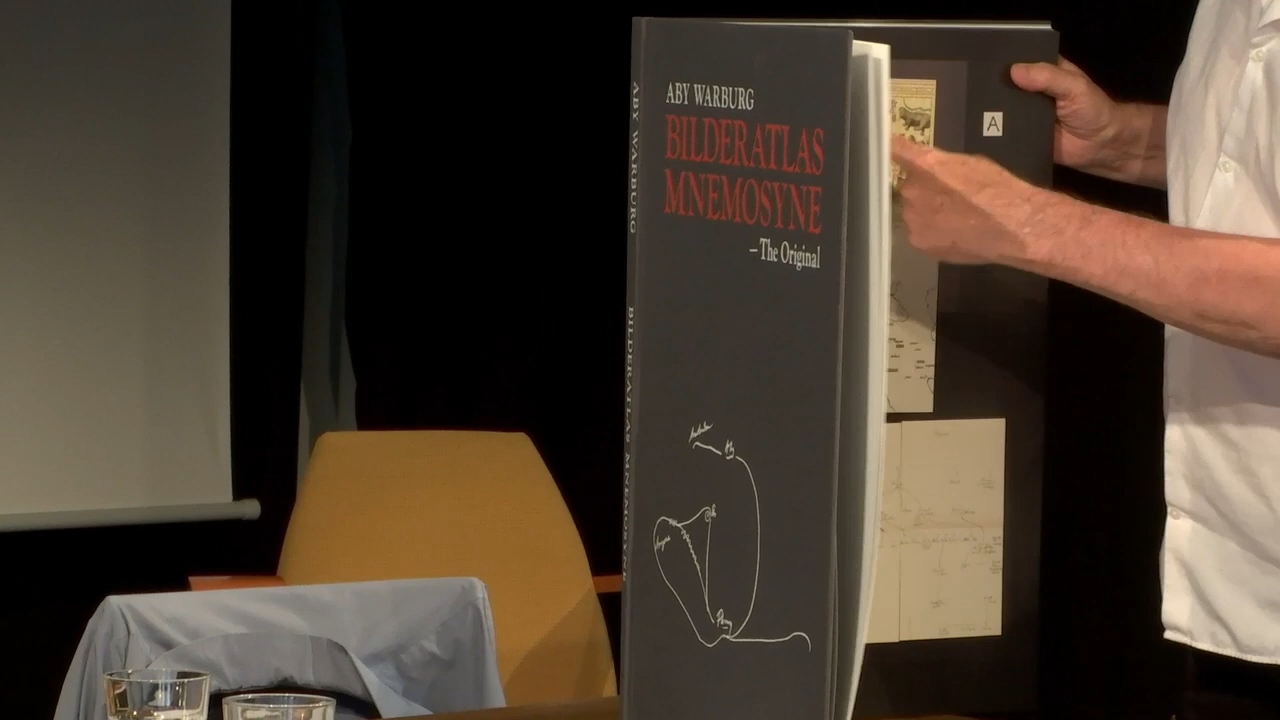 ABY WARBURG
BILDERATLAS
MNEMOSYNE
– The Original
ABY WARBURG
BILDERATLAS MNEMOSYNE
A